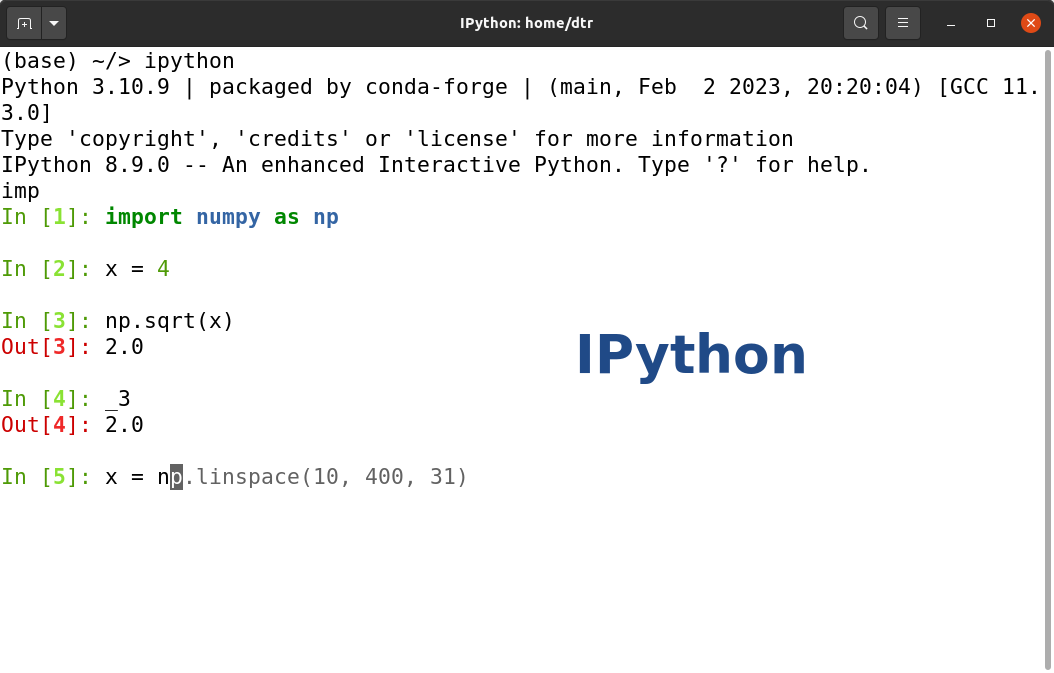 IPython: home/dtr
(base) ~/> ipython
Python 3.10.9 | packaged by conda-forge | (main, Feb  2 2023, 20:20:04) [GCC 11.
3.0]
Type 'copyright', 'credits' or 'license' for more information
IPython 8.9.0 -- An enhanced Interactive Python. Type '?' for help.
imp
In [1]: import numpy as np
In [2]: x = 4
In [3]: np.sqrt(x)
Out[3]: 2.0
IPython
In [4]: _3
Out[4]: 2.0
In [5]: x = np.linspace(10, 400, 31)